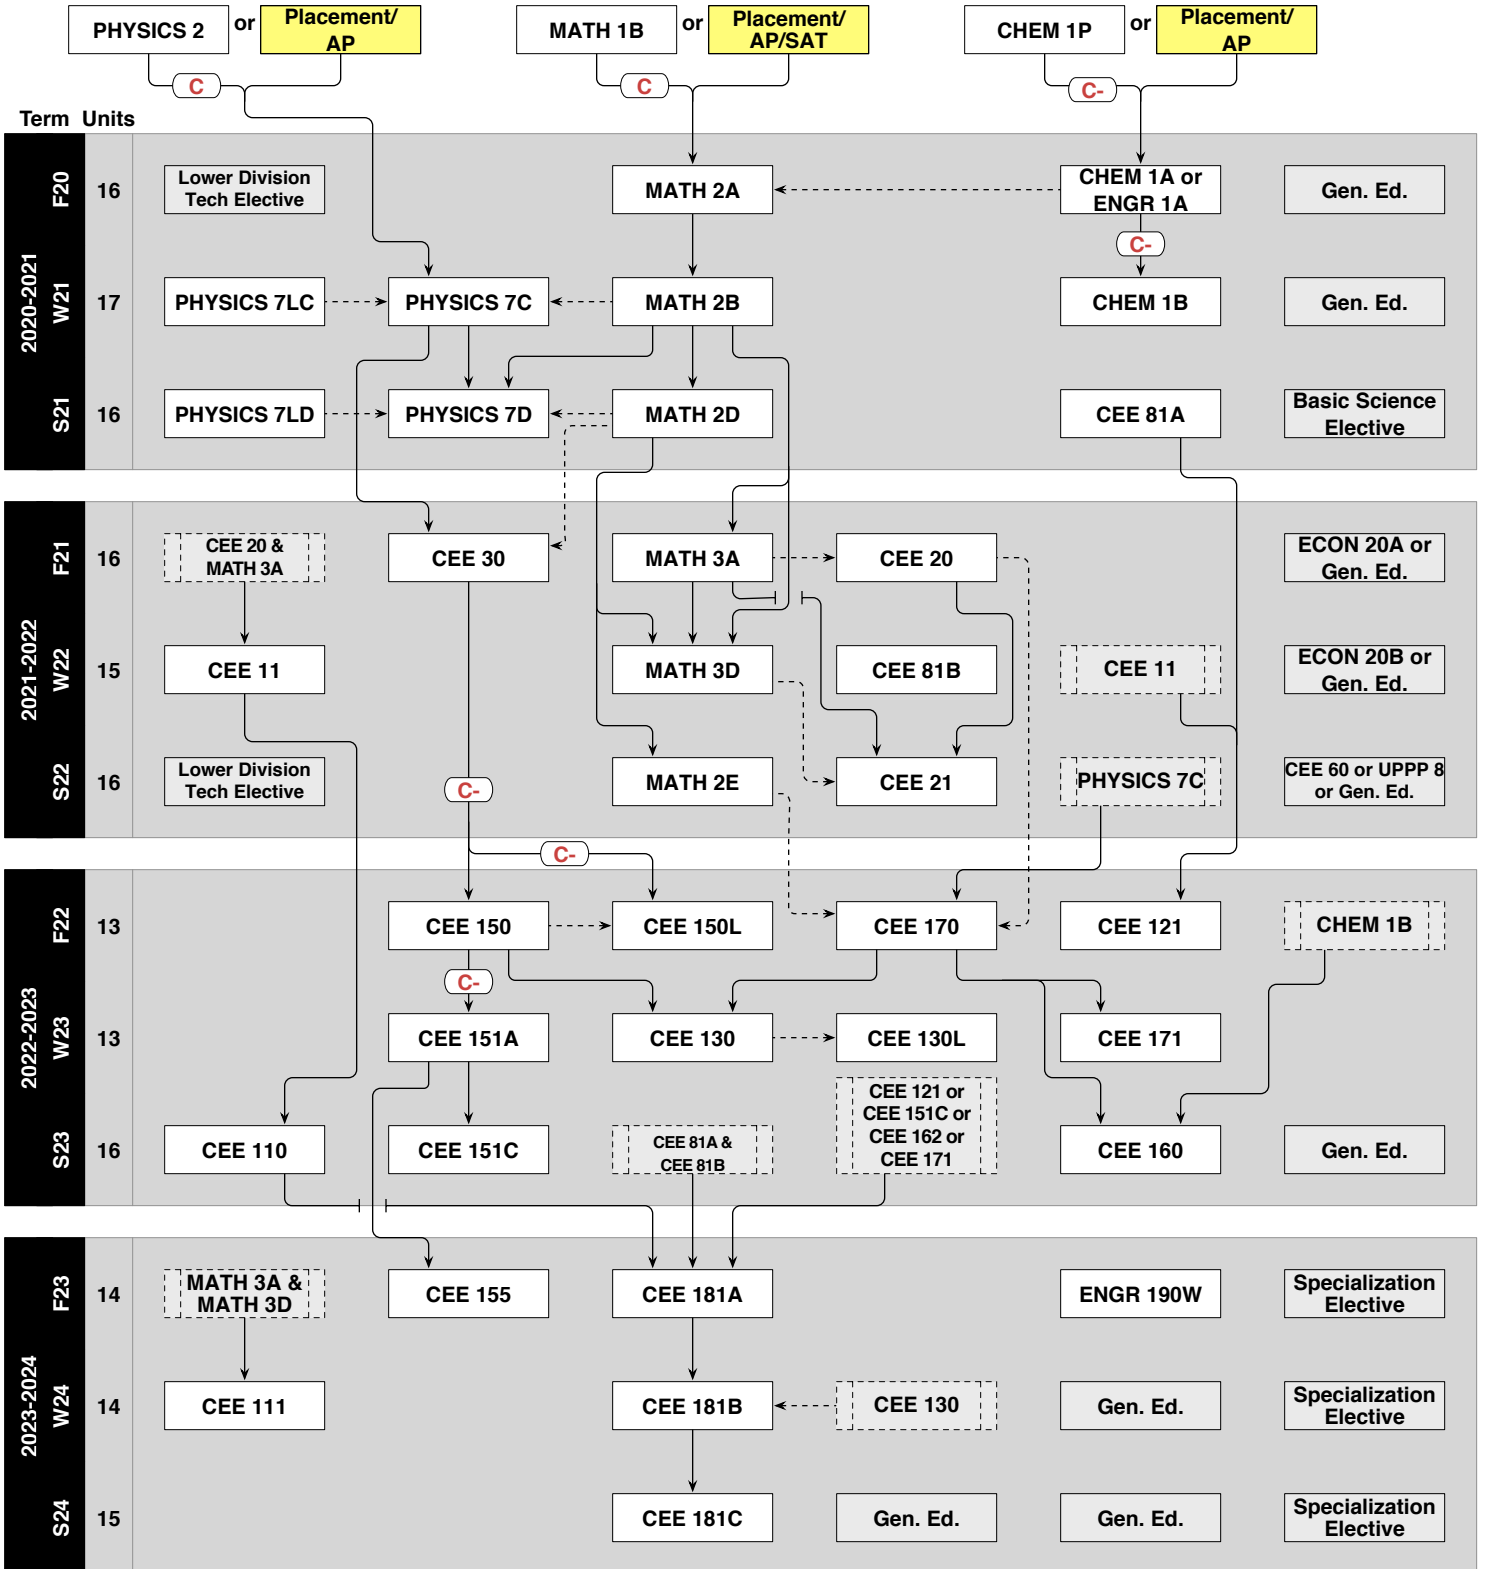 PHYSICS 2
or
Placement/
AP
MATH 1B
or
Placement/
AP/SAT
CHEM 1P
or
Placement/
AP
C
C
C-
Term Units
2020-2021
F20
16
Lower Division
Tech Elective
MATH 2A
CHEM 1A or
ENGR 1A
Gen. Ed.
C-
W21
17
PHYSICS 7LC
PHYSICS 7C
MATH 2B
CHEM 1B
Gen. Ed.
S21
16
PHYSICS 7LD
PHYSICS 7D
MATH 2D
CEE 81A
Basic Science
Elective
2021-2022
F21
16
CEE 20 &
MATH 3A
CEE 30
MATH 3A
CEE 20
ECON 20A or
Gen. Ed.
W22
15
CEE 11
MATH 3D
CEE 81B
CEE 11
ECON 20B or
Gen. Ed.
S22
16
Lower Division
Tech Elective
C-
MATH 2E
CEE 21
PHYSICS 7C
CEE 60 or UPPP 8
or Gen. Ed.
C-
2022-2023
F22
13
CEE 150
CEE 150L
CEE 170
CEE 121
CHEM 1B
C-
W23
13
CEE 151A
CEE 130
CEE 130L
CEE 171
S23
16
CEE 110
CEE 151C
CEE 81A &
CEE 81B
CEE 121 or
CEE 151C or
CEE 162 or
CEE 171
CEE 160
Gen. Ed.
2023-2024
F23
14
MATH 3A &
MATH 3D
CEE 155
CEE 181A
ENGR 190W
Specialization
Elective
W24
14
CEE 111
CEE 181B
CEE 130
Gen. Ed.
Specialization
Elective
S24
15
CEE 181C
Gen. Ed.
Gen. Ed.
Specialization
Elective